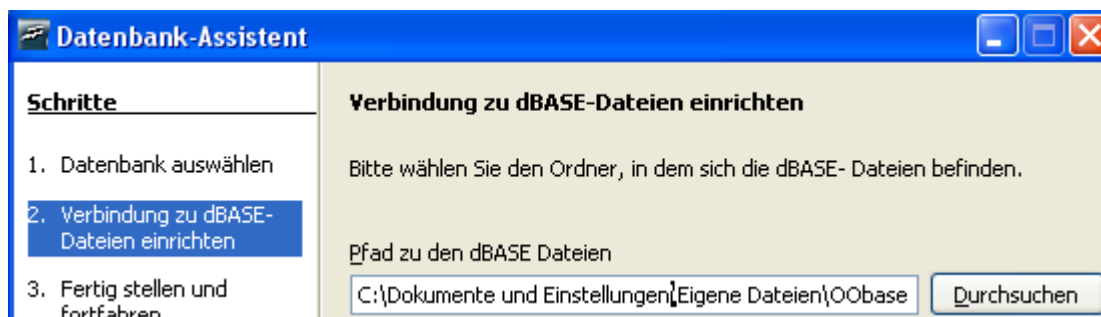 Datenbank-Assistent
Schritte
1. Datenbank auswählen
2. Verbindung zu dBASE-
Dateien einrichten
3. Fertig stellen und
fortfahren
Verbindung zu dBASE-Dateien einrichten
Bitte wählen Sie den Ordner, in dem sich die dBASE- Dateien befinden.
Pfad zu den dBASE Dateien
C:\Dokumente und Einstellungen\Eigene Dateien\OObase
Durchsuchen